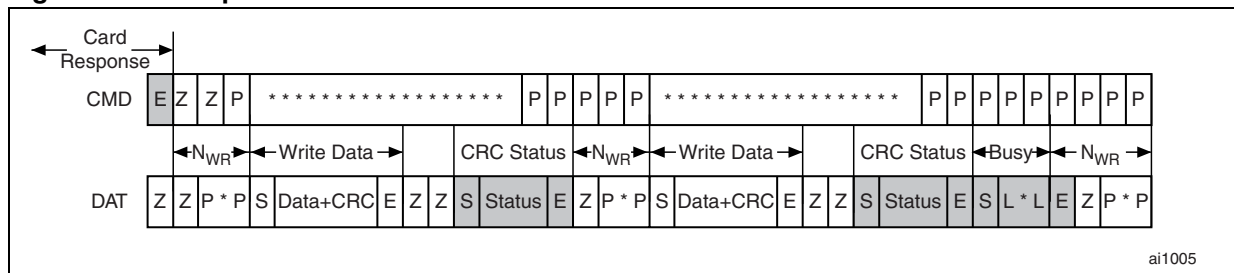 Card
Response
CMD E Z Z P * * * * * * * * * * * * * * * * * * P P P P P * * * * * * * * * * * * * * * * * * P P P P P P P P P
NWR Write Data CRC Status NWR Write Data CRC Status Busy NWR
DAT Z Z P * P S Data+CRC E Z Z S Status E Z P * P S Data+CRC E Z Z S Status E S L * L E Z P * P
ai1005